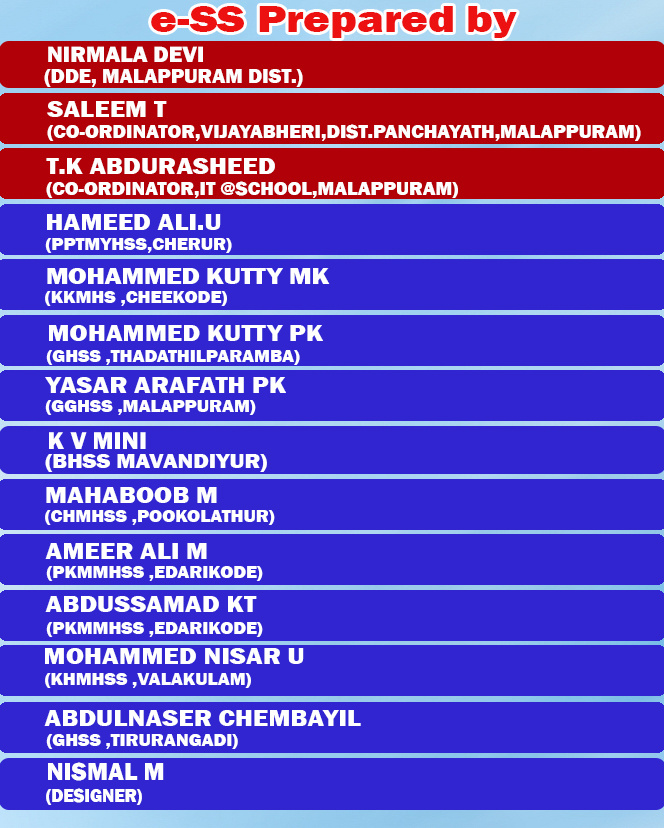 e-SS Prepared by
NIRMALA DEVI
(DDE, MALAPPURAM DIST.)
SALEEM T
(CO-ORDINATOR,VIJAYABHERI,DIST.PANCHAYATH,MALAPPURAM)
T.K ABDURASHEED
(CO-ORDINATOR,IT @SCHOOL,MALAPPURAM)
HAMEED ALI.U
(PPTMYHSS,CHERUR)
MOHAMMED KUTTY MK
(KKMHS ,CHEEKODE)
MOHAMMED KUTTY PK
(GHSS ,THADATHILPARAMBA)
YASAR ARAFATH PK
(GGHSS ,MALAPPURAM)
K V MINI
(BHSS MAVANDIYUR)
MAHABOOB M
(CHMHSS ,POOKOLATHUR)
AMEER ALI M
(PKMMHSS ,EDARIKODE)
ABDUSSAMAD KT
(PKMMHSS ,EDARIKODE)
MOHAMMED NISAR U
(KHMHSS ,VALAKULAM)
ABDULNASER CHEMBAYIL
(GHSS ,TIRURANGADI)
NISMAL M
(DESIGNER)